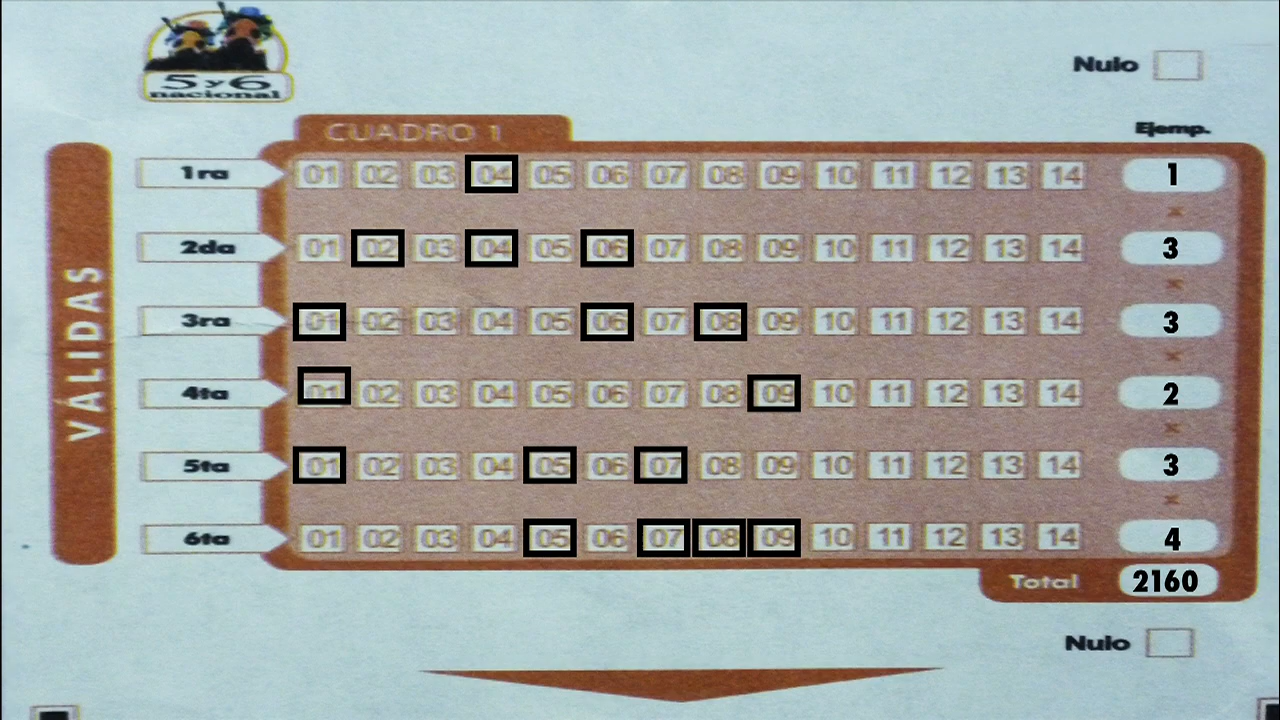 5 y 6
nacional
Nulo
CUADRO 1
Ejemp.
VÁLIDAS
1ra 01 02 03 04 05 06 07 08 09 10 11 12 13 14 1
x
2da 01 02 03 04 05 06 07 08 09 10 11 12 13 14 3
x
3ra 01 02 03 04 05 06 07 08 09 10 11 12 13 14 3
x
4ta 01 02 03 04 05 06 07 08 09 10 11 12 13 14 2
x
5ta 01 02 03 04 05 06 07 08 09 10 11 12 13 14 3
x
6ta 01 02 03 04 05 06 07 08 09 10 11 12 13 14 4
Total 2160
Nulo